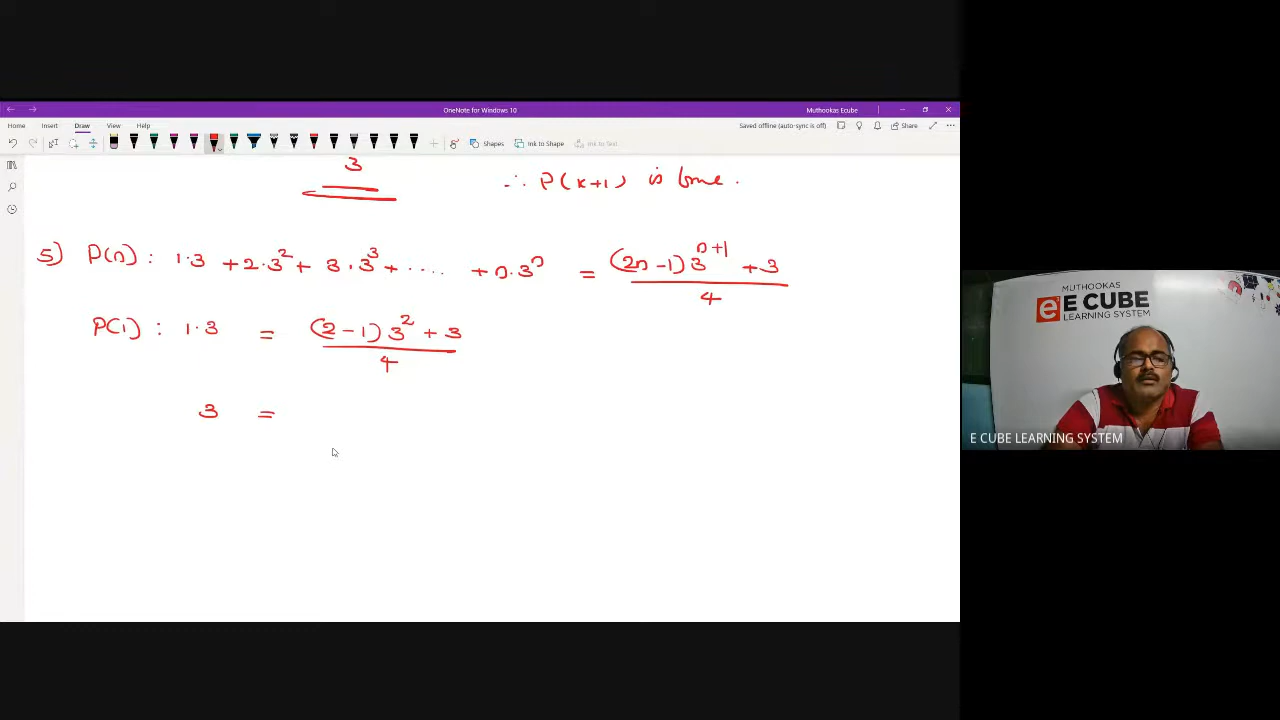 OneNote for Windows 10
Muthookas Ecube
Home Insert Draw View Help
Saved offline (auto-sync is off) Share
Shapes Ink to Shape Ink to Text
3
∴ P(k+1) is true.
5) P(n): 1·3 + 2·3² + 3·3³ + ···· + n·3ⁿ = (2n-1)3ⁿ⁺¹ + 3
4
P(1): 1·3 = (2-1)3² + 3
4
3 =
MUTHOOKAS
e E CUBE
LEARNING SYSTEM
E CUBE LEARNING SYSTEM